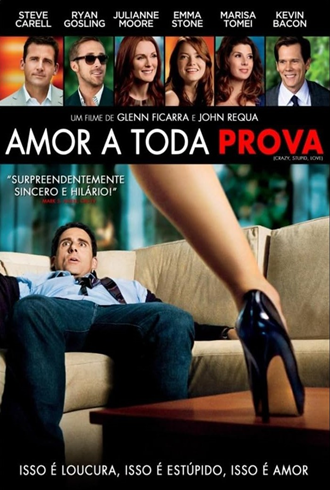 STEVE CARELL RYAN GOSLING JULIANNE MOORE EMMA STONE MARISA TOMEI KEVIN BACON
UM FILME DE GLENN FICARRA E JOHN REQUA
AMOR A TODA PROVA
(CRAZY, STUPID, LOVE.)
"SURPREENDENTEMENTE
SINCERO E HILÁRIO!"
ISSO É LOUCURA, ISSO É ESTÚPIDO, ISSO É AMOR